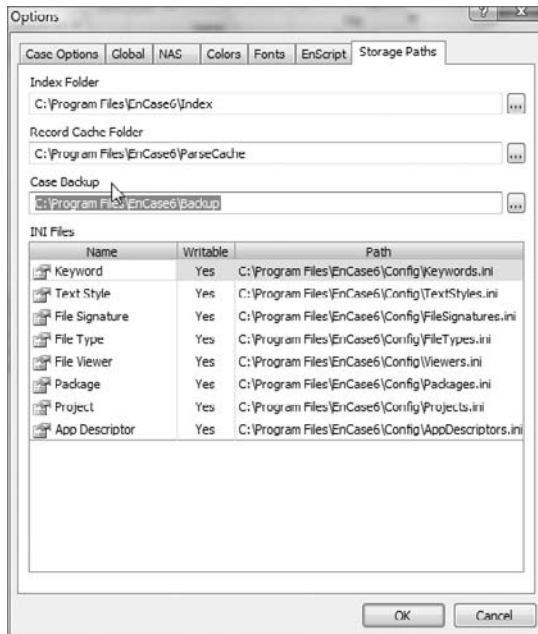 Options
Case Options Global NAS Colors Fonts EnScript Storage Paths
Index Folder
C:\Program Files\EnCase6\Index
...
Record Cache Folder
C:\Program Files\EnCase6\ParseCache
...
Case Backup
C:\Program Files\EnCase6\Backup
...
INI Files
Name Writable Path
Keyword Yes C:\Program Files\EnCase6\Config\Keywords.ini
Text Style Yes C:\Program Files\EnCase6\Config\TextStyles.ini
File Signature Yes C:\Program Files\EnCase6\Config\FileSignatures.ini
File Type Yes C:\Program Files\EnCase6\Config\FileTypes.ini
File Viewer Yes C:\Program Files\EnCase6\Config\Viewers.ini
Package Yes C:\Program Files\EnCase6\Config\Packages.ini
Project Yes C:\Program Files\EnCase6\Config\Projects.ini
App Descriptor Yes C:\Program Files\EnCase6\Config\AppDescriptors.ini
OK Cancel